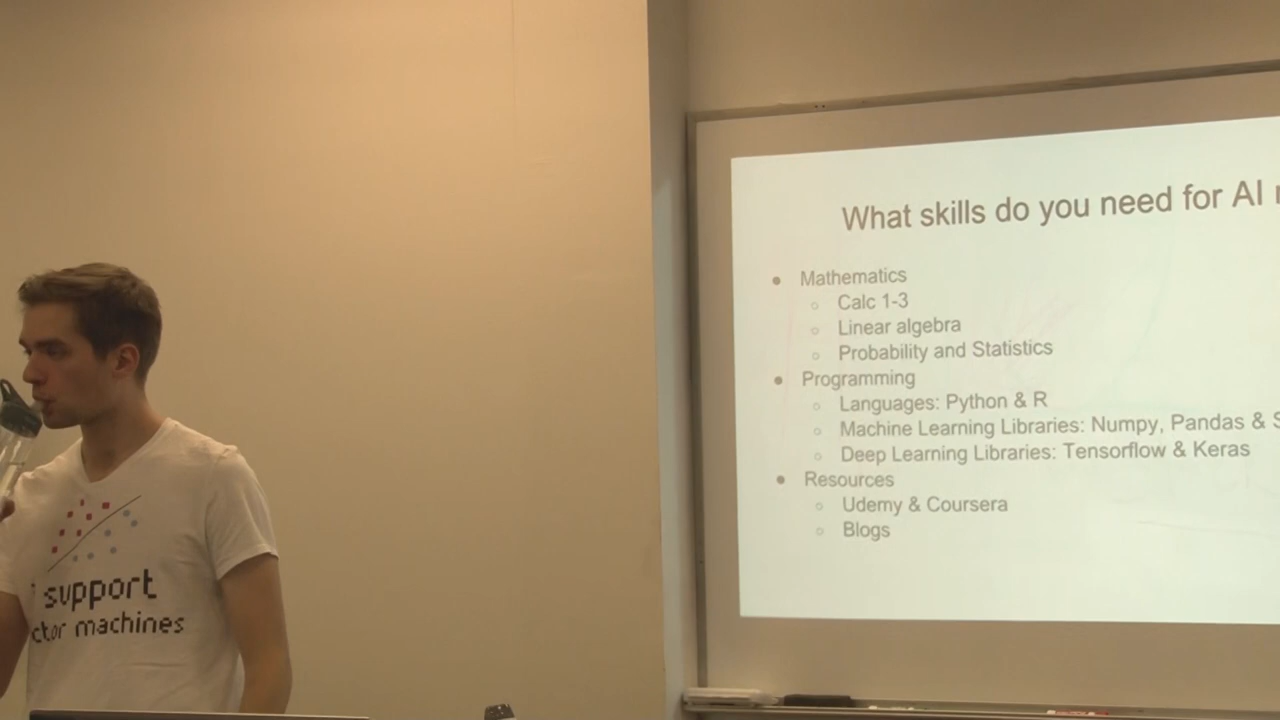 What skills do you need for AI
Mathematics
Calc 1-3
Linear algebra
Probability and Statistics
Programming
Languages: Python & R
Machine Learning Libraries: Numpy, Pandas &
Deep Learning Libraries: Tensorflow & Keras
Resources
Udemy & Coursera
Blogs
support
ctor machines